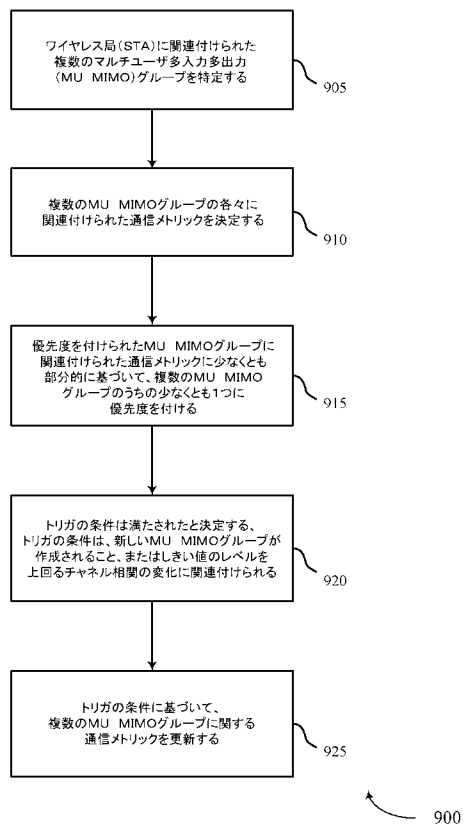 ワイヤレス局(STA)に関連付けられた
複数のマルチユーザ多入力多出力
(MU MIMO)グループを特定する
905
複数のMU MIMOグループの各々に
関連付けられた通信メトリックを決定する
910
優先度を付けられたMU MIMOグループに
関連付けられた通信メトリックに少なくとも
部分的に基づいて、複数のMU MIMO
グループのうちの少なくとも1つに
優先度を付ける
915
トリガの条件は満たされたと決定する、
トリガの条件は、新しいMU MIMOグループが
作成されること、またはしきい値のレベルを
上回るチャネル相関の変化に関連付けられる
920
トリガの条件に基づいて、
複数のMU MIMOグループに関する
通信メトリックを更新する
925
900